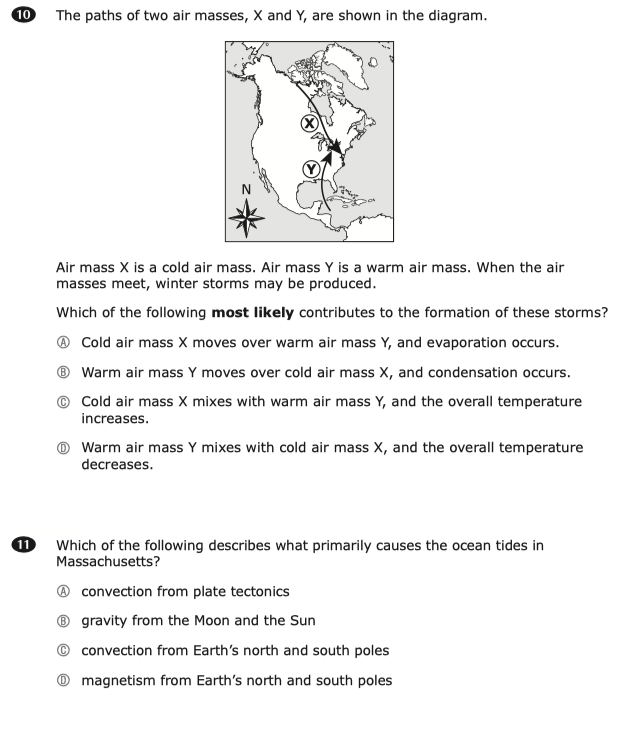 10 The paths of two air masses, X and Y, are shown in the diagram.
X
Y
N
Air mass X is a cold air mass. Air mass Y is a warm air mass. When the air
masses meet, winter storms may be produced.
Which of the following most likely contributes to the formation of these storms?
Ⓐ Cold air mass X moves over warm air mass Y, and evaporation occurs.
Ⓑ Warm air mass Y moves over cold air mass X, and condensation occurs.
Ⓒ Cold air mass X mixes with warm air mass Y, and the overall temperature
increases.
Ⓓ Warm air mass Y mixes with cold air mass X, and the overall temperature
decreases.
11 Which of the following describes what primarily causes the ocean tides in
Massachusetts?
Ⓐ convection from plate tectonics
Ⓑ gravity from the Moon and the Sun
Ⓒ convection from Earth’s north and south poles
Ⓓ magnetism from Earth’s north and south poles